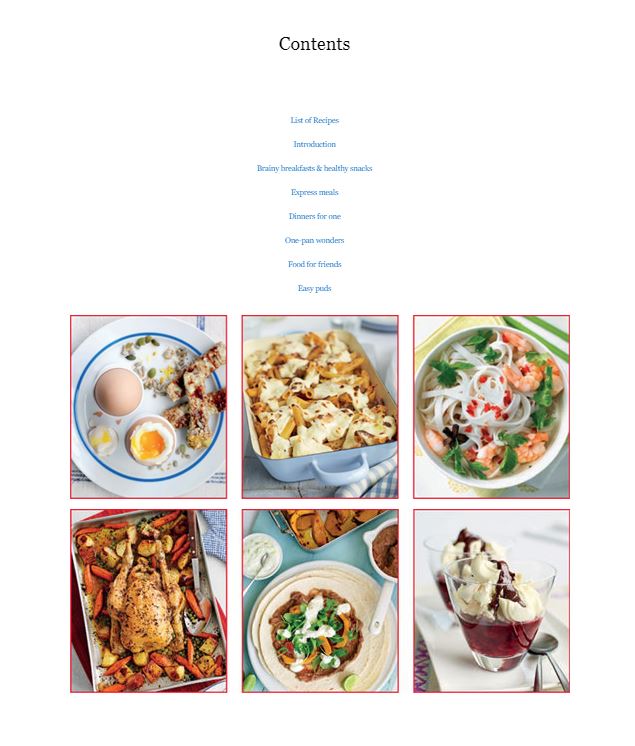 Contents
List of Recipes
Introduction
Brainy breakfasts & healthy snacks
Express meals
Dinners for one
One-pan wonders
Food for friends
Easy puds